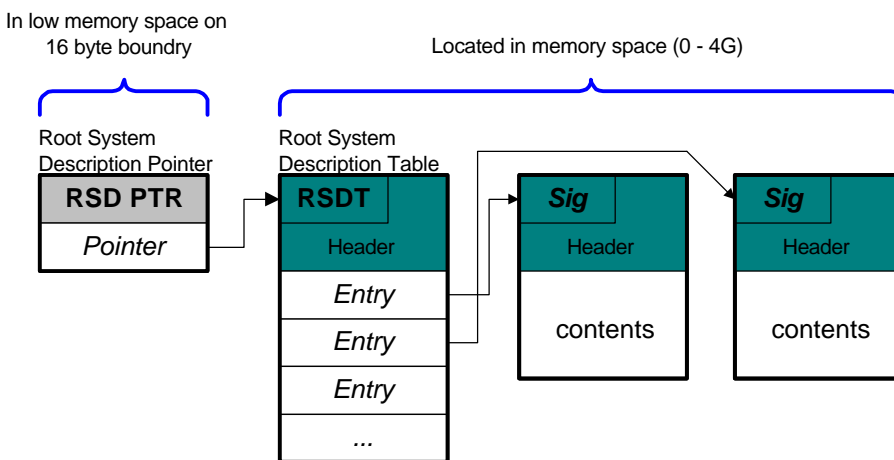 In low memory space on
16 byte boundry
Located in memory space (0 - 4G)
Root System
Description Pointer
Root System
Description Table
RSD PTR
Pointer
RSDT
Header
Entry
Entry
Entry
...
Sig
Header
contents
Sig
Header
contents